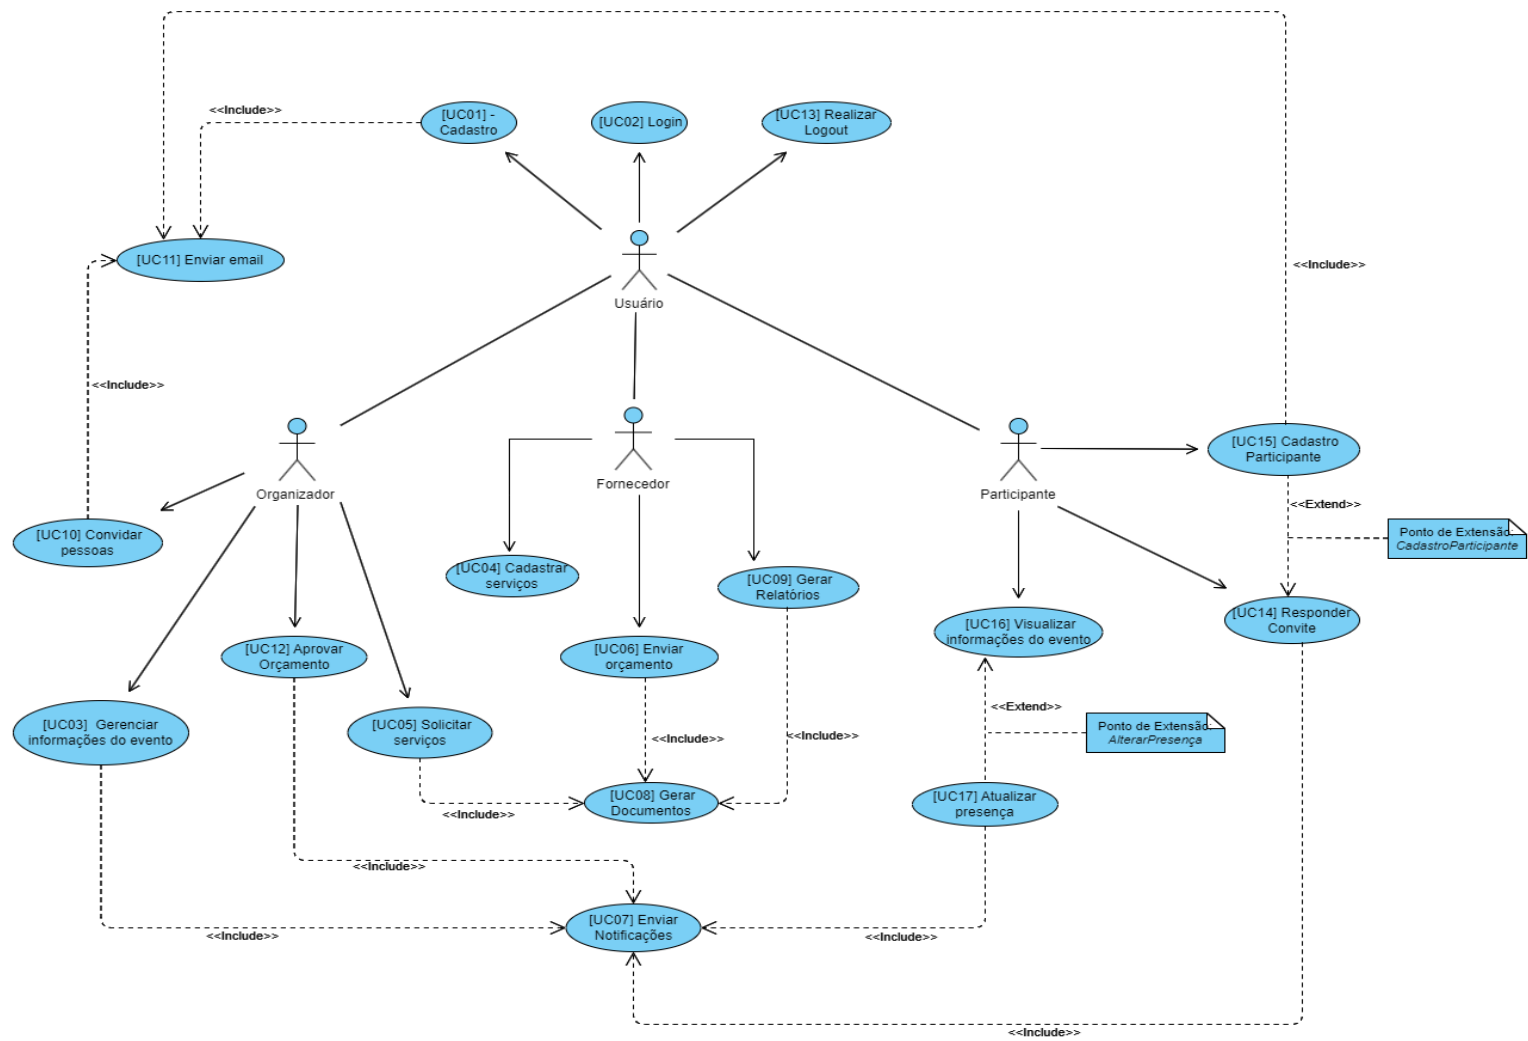 <<Include>>
[UC01] -
Cadastro
[UC02] Login
[UC13] Realizar
Logout
[UC11] Enviar email
<<Include>>
Usuário
<<Include>>
Organizador
Fornecedor
Participante
[UC15] Cadastro
Participante
<<Extend>>
Ponto de Extensão:
CadastroParticipante
[UC10] Convidar
pessoas
[UC04] Cadastrar
serviços
[UC09] Gerar
Relatórios
[UC16] Visualizar
informações do evento
[UC14] Responder
Convite
[UC12] Aprovar
Orçamento
[UC06] Enviar
orçamento
[UC03] Gerenciar
informações do evento
[UC05] Solicitar
serviços
<<Include>>
<<Include>>
<<Extend>>
Ponto de Extensão:
AlterarPresença
<<Include>>
[UC08] Gerar
Documentos
[UC17] Atualizar
presença
<<Include>>
[UC07] Enviar
Notificações
<<Include>>
<<Include>>
<<Include>>